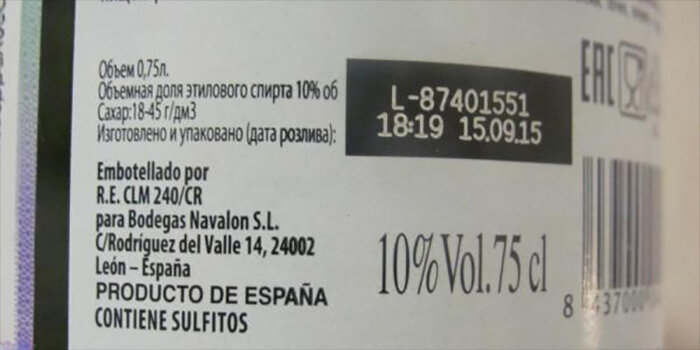 Объем 0,75л.
Объемная доля этилового спирта 10% об
Сахар:18-45 г/дм3
Изготовлено и упаковано (дата розлива):
L-87401551
18:19 15.09.15
EAC
Embotellado por
R.E. CLM 240/CR
para Bodegas Navalon S.L.
C/Rodríguez del Valle 14, 24002
León – España
PRODUCTO DE ESPAÑA
CONTIENE SULFITOS
10%Vol.75 cl
8 437000